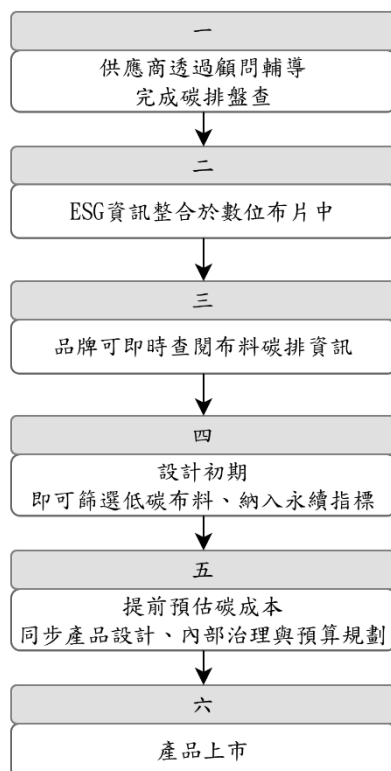 一
供應商透過顧問輔導
完成碳排盤查
二
ESG資訊整合於數位布片中
三
品牌可即時查閱布料碳排資訊
四
設計初期
即可篩選低碳布料、納入永續指標
五
提前預估碳成本
同步產品設計、內部治理與預算規劃
六
產品上市